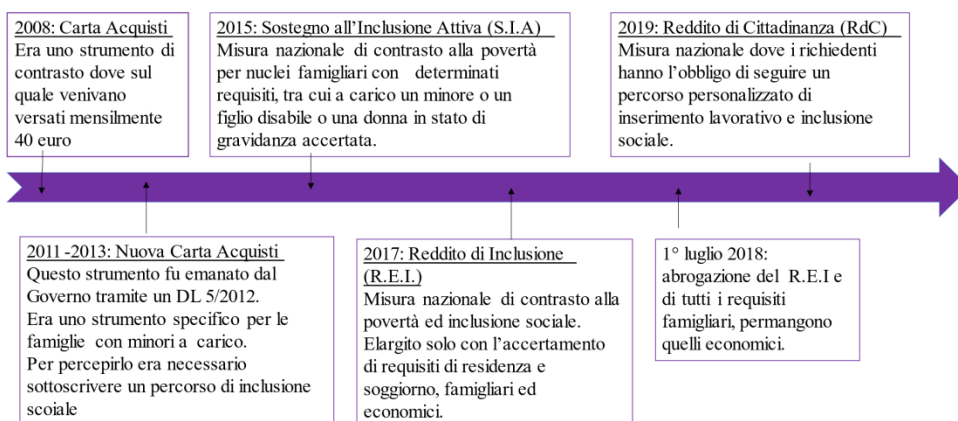 2008: Carta Acquisti
Era uno strumento di
contrasto dove sul
quale venivano
versati mensilmente
40 euro
2015: Sostegno all’Inclusione Attiva (S.I.A)
Misura nazionale di contrasto alla povertà
per nuclei famigliari con determinati
requisiti, tra cui a carico un minore o un
figlio disabile o una donna in stato di
gravidanza accertata.
2019: Reddito di Cittadinanza (RdC)
Misura nazionale dove i richiedenti
hanno l’obbligo di seguire un
percorso personalizzato di
inserimento lavorativo e inclusione
sociale.
2011 -2013: Nuova Carta Acquisti
Questo strumento fu emanato dal
Governo tramite un DL 5/2012.
Era uno strumento specifico per le
famiglie con minori a carico.
Per percepirlo era necessario
sottoscrivere un percorso di inclusione
scoiale
2017: Reddito di Inclusione
(R.E.I.)
Misura nazionale di contrasto alla
povertà ed inclusione sociale.
Elargito solo con l’accertamento
di requisiti di residenza e
soggiorno, famigliari ed
economici.
1° luglio 2018:
abrogazione del R.E.I e
di tutti i requisiti
famigliari, permangono
quelli economici.